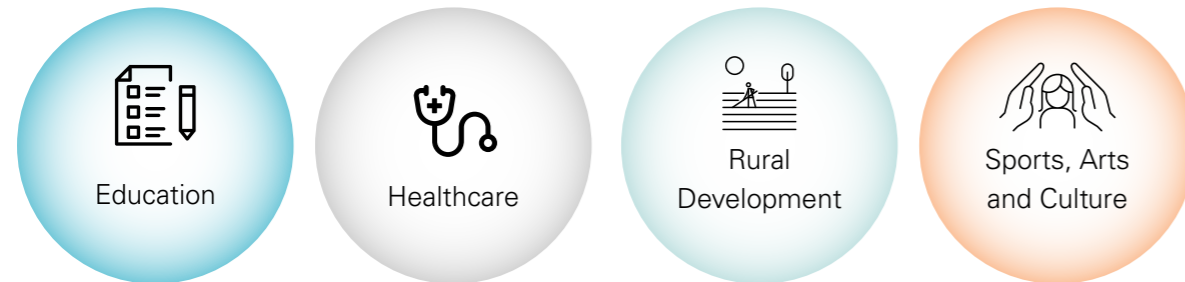 Education
Healthcare
Rural
Development
Sports, Arts
and Culture